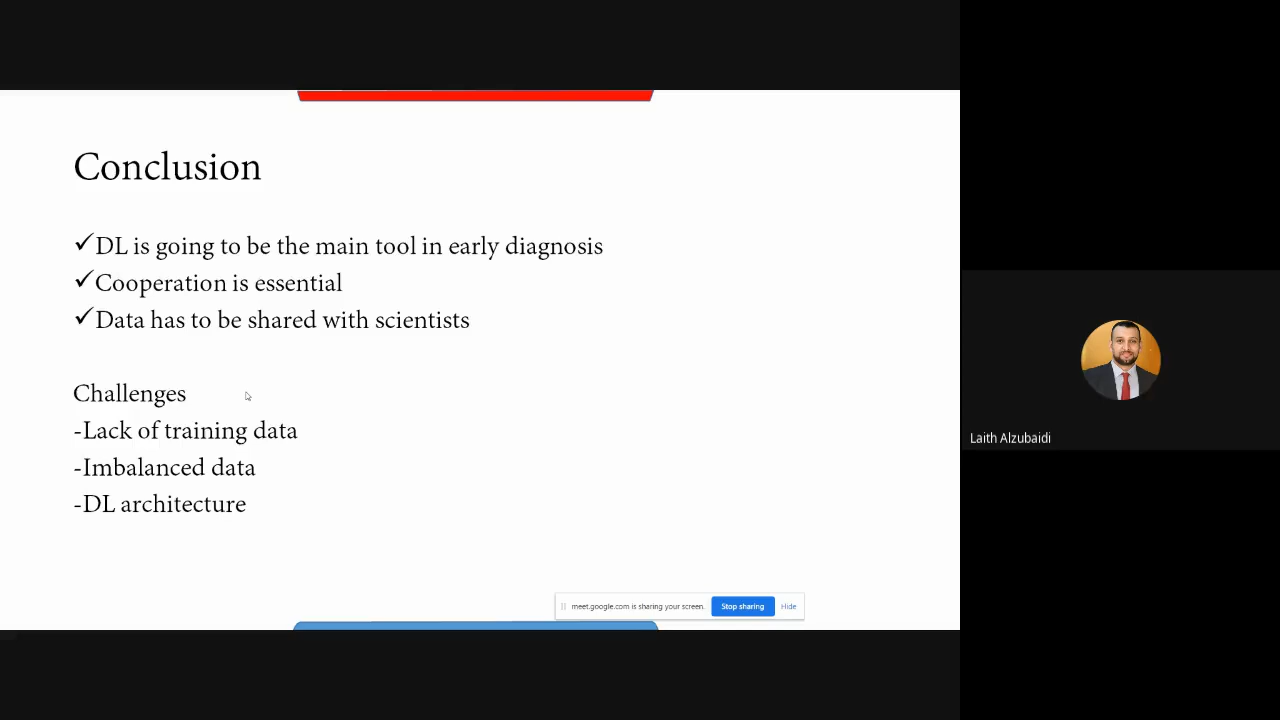 Conclusion
✓DL is going to be the main tool in early diagnosis
✓Cooperation is essential
✓Data has to be shared with scientists
Challenges
-Lack of training data
-Imbalanced data
-DL architecture
meet.google.com is sharing your screen. Stop sharing Hide
Laith Alzubaidi